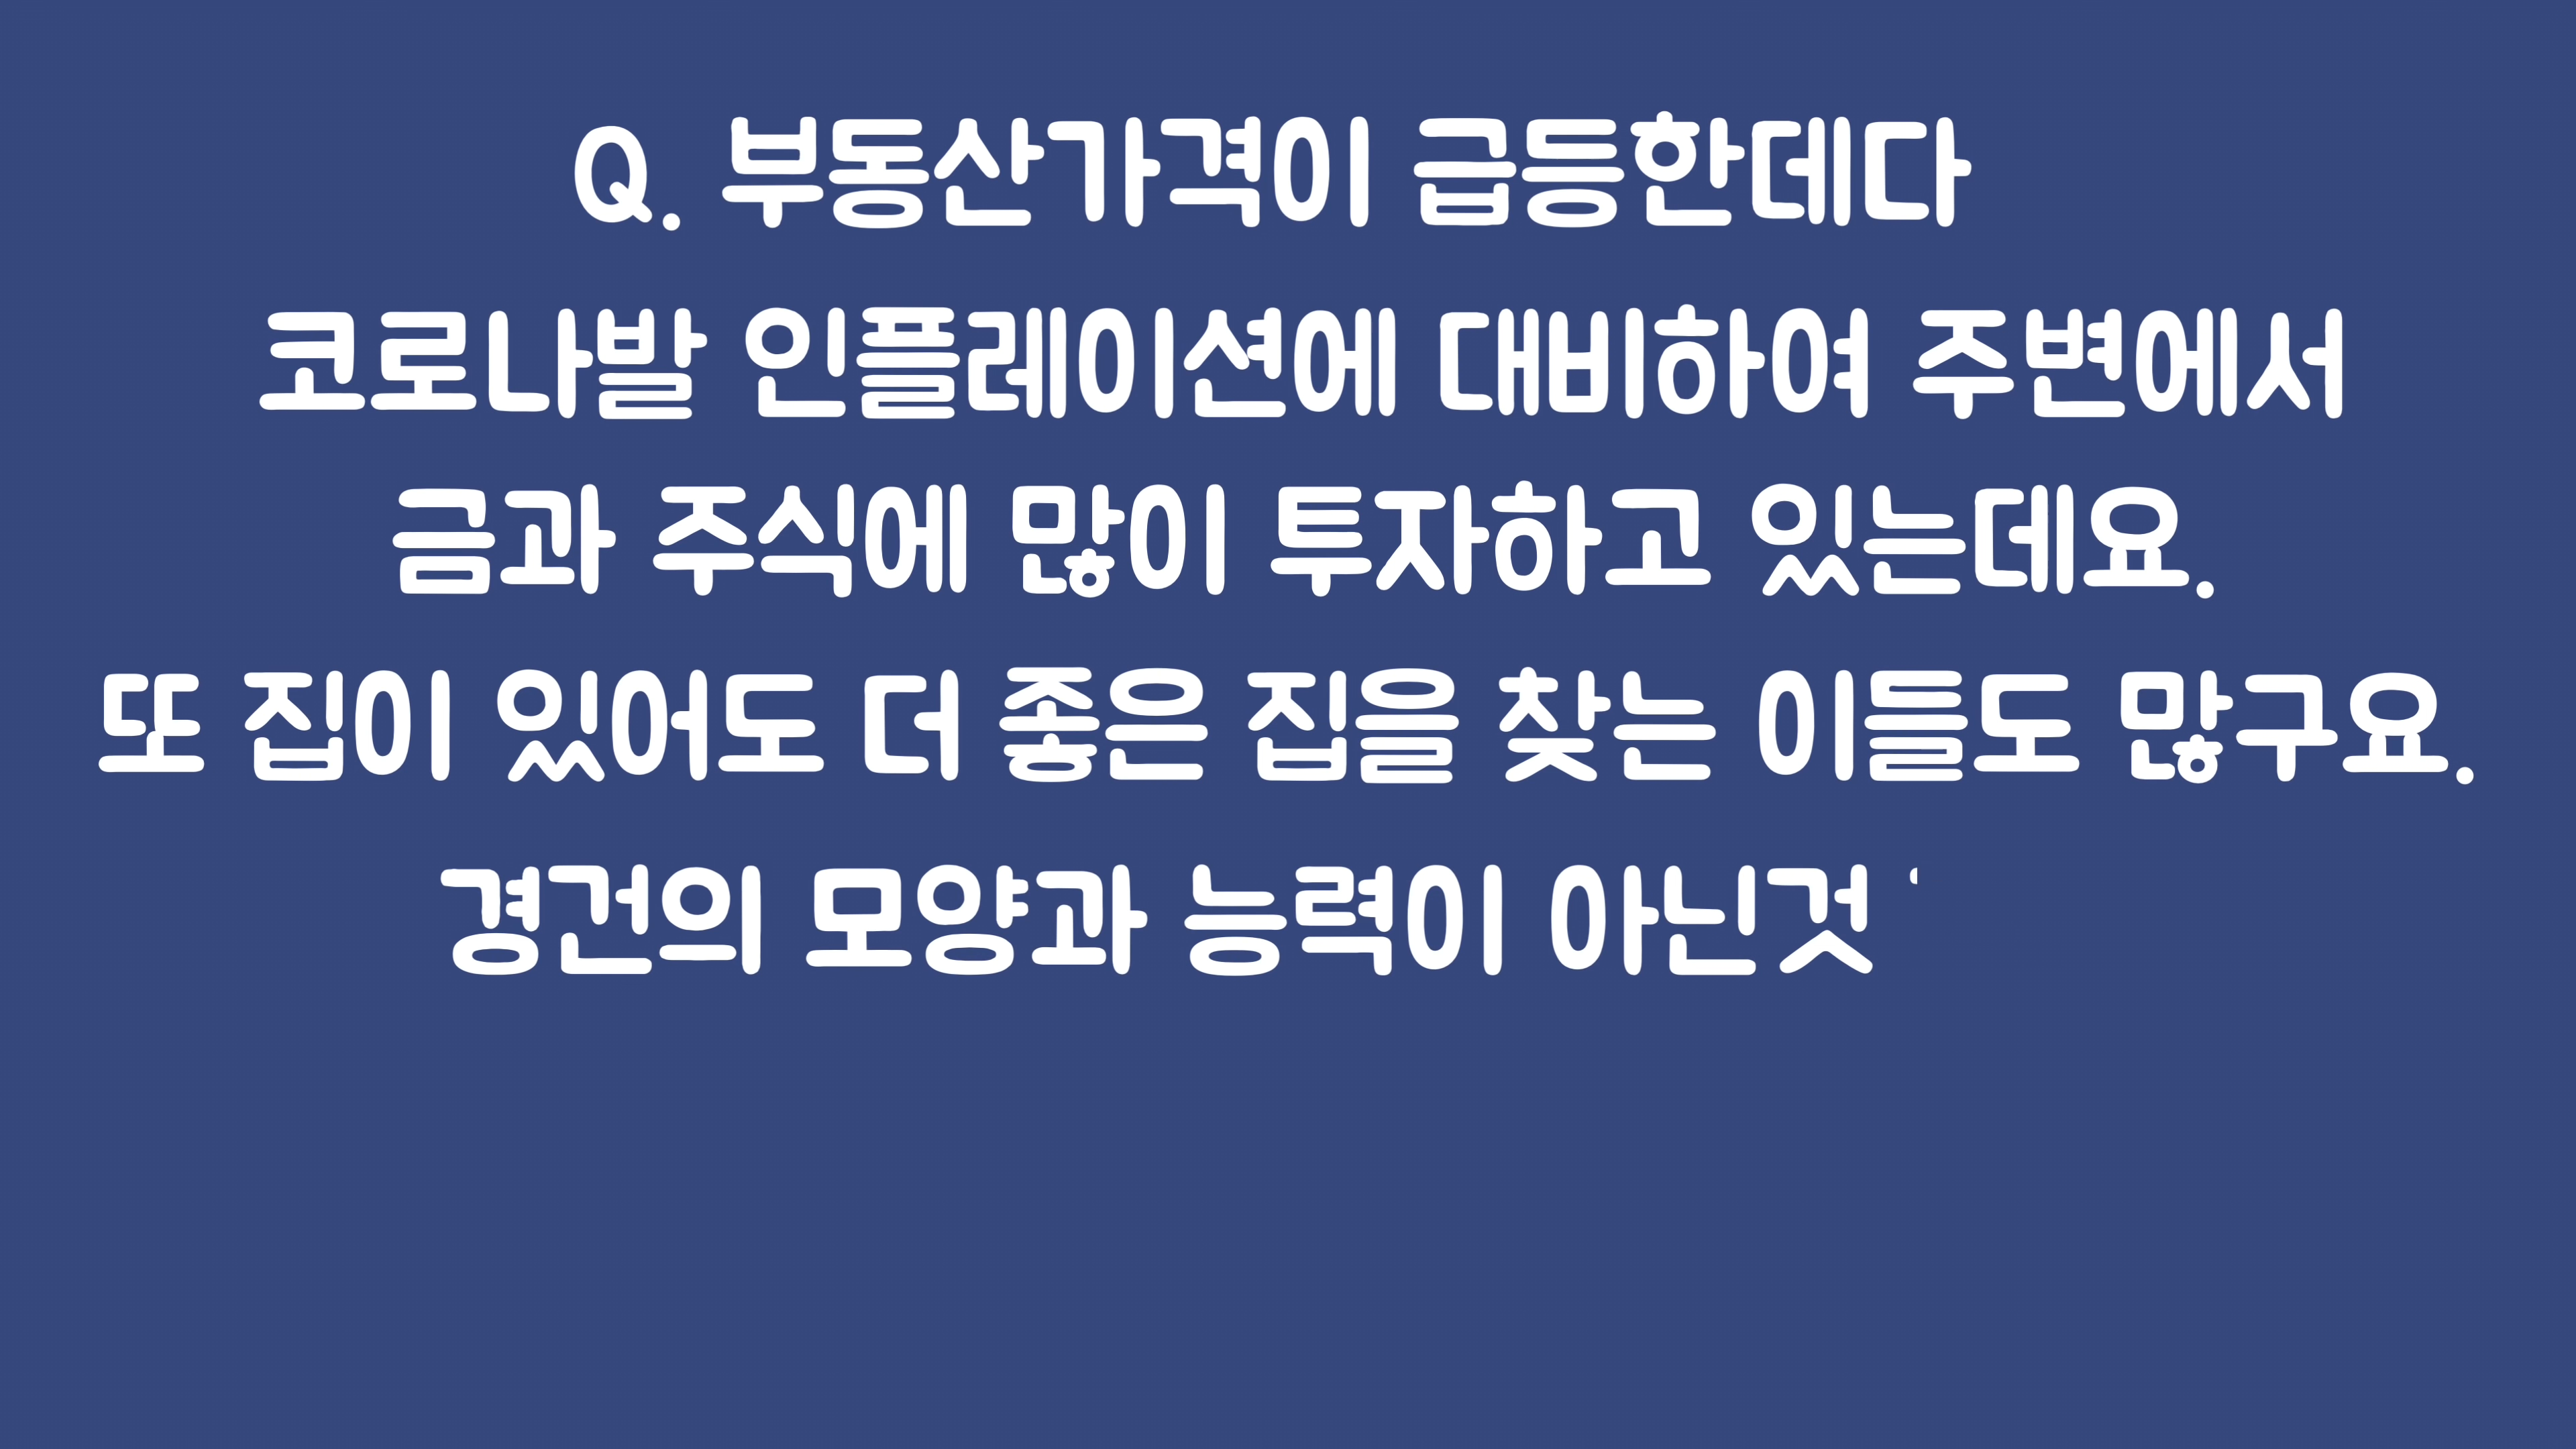 Q. 부동산가격이 급등한데다
코로나발 인플레이션에 대비하여 주변에서
금과 주식에 많이 투자하고 있는데요.
또 집이 있어도 더 좋은 집을 찾는 이들도 많구요.
경건의 모양과 능력이 아닌것